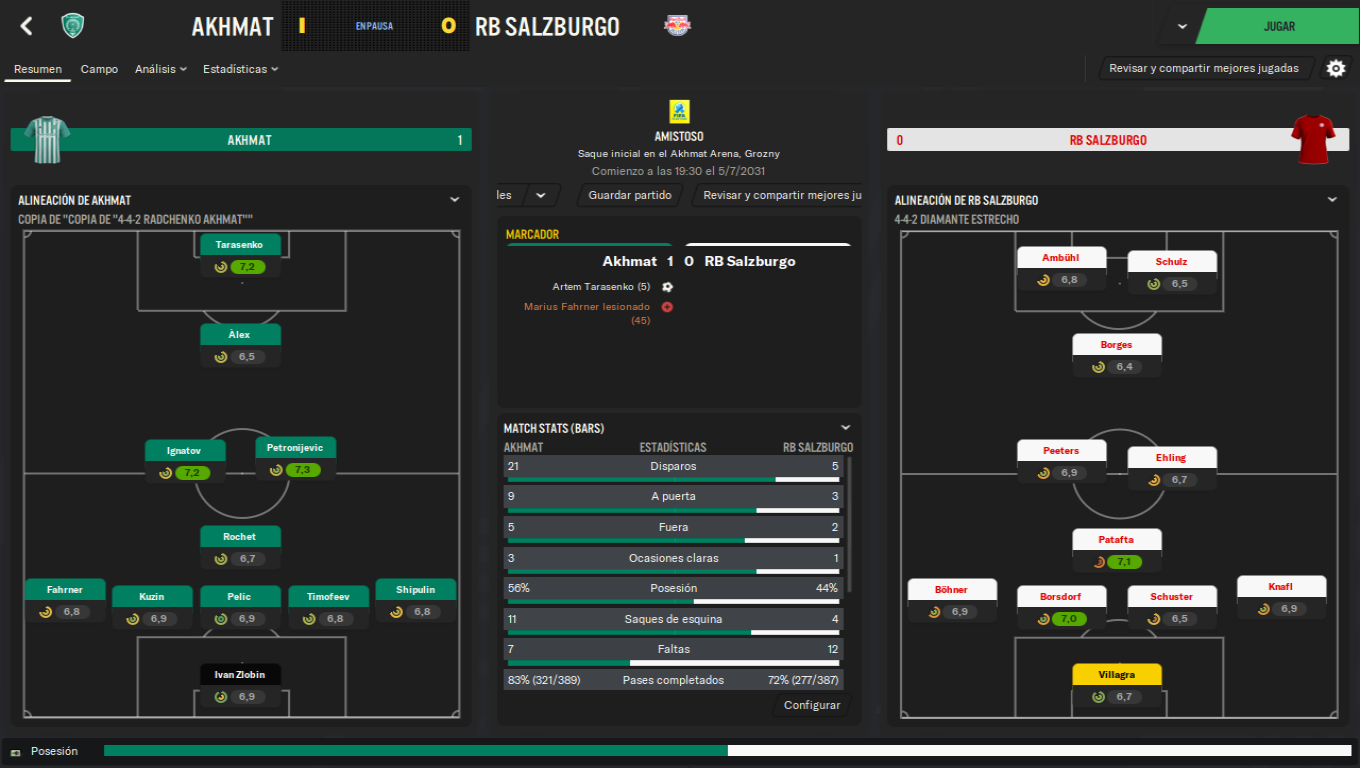 AKHMAT 1 EN PAUSA 0 RB SALZBURGO
JUGAR
Resumen Campo Análisis Estadísticas
Revisar y compartir mejores jugadas
AKHMAT 1
FIFA
AMISTOSO
Saque inicial en el Akhmat Arena, Grozny
Comienzo a las 19:30 el 5/7/2031
les Guardar partido Revisar y compartir mejores ju
0 RB SALZBURGO
ALINEACIÓN DE AKHMAT
COPIA DE "COPIA DE "4-4-2 RADCHENKO AKHMAT""
Tarasenko
7,2
Àlex
6,5
Ignatov
7,2
Petronijevic
7,3
Rochet
6,7
Fahrner
6,8
Kuzin
6,9
Pelic
6,9
Timofeev
6,8
Shipulin
6,8
Ivan Zlobin
6,9
MARCADOR
Akhmat 1 0 RB Salzburgo
Artem Tarasenko (5)
Marius Fahrner lesionado
(45)
MATCH STATS (BARS)
AKHMAT ESTADÍSTICAS RB SALZBURGO
21 Disparos 5
9 A puerta 3
5 Fuera 2
3 Ocasiones claras 1
56% Posesión 44%
11 Saques de esquina 4
7 Faltas 12
83% (321/389) Pases completados 72% (277/387)
Configurar
ALINEACIÓN DE RB SALZBURGO
4-4-2 DIAMANTE ESTRECHO
Ambühl
6,8
Schulz
6,5
Borges
6,4
Peeters
6,9
Ehling
6,7
Patafta
7,1
Böhner
6,9
Borsdorf
7,0
Schuster
6,5
Knafl
6,9
Villagra
6,7
Posesión